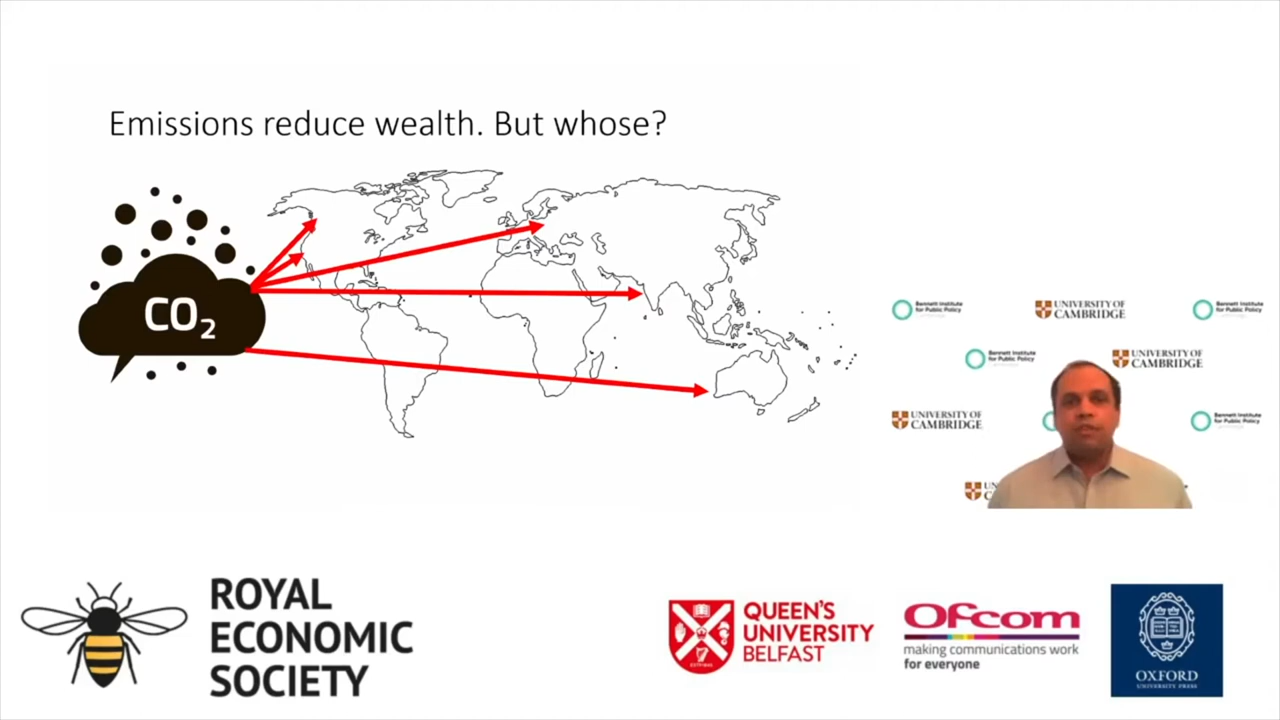 Emissions reduce wealth. But whose?
CO2
Bennett Institute
for Public Policy
UNIVERSITY OF
CAMBRIDGE
Bennett Institute
for Public Policy
Bennett Institute
for Public Policy
UNIVERSITY OF
CAMBRIDGE
UNIVERSITY OF
CAMBRIDGE
Bennett Institute
for Public Policy
ROYAL
ECONOMIC
SOCIETY
QUEEN'S
UNIVERSITY
BELFAST
Ofcom
making communications work
for everyone
OXFORD
UNIVERSITY PRESS